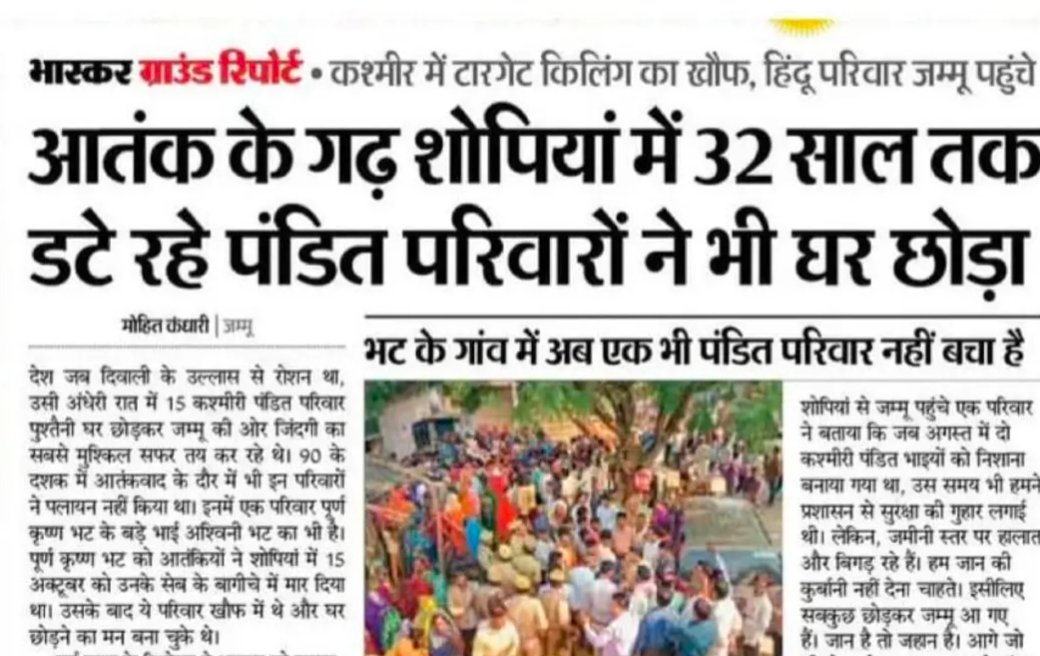 भास्कर ग्राउंड रिपोर्ट • कश्मीर में टारगेट किलिंग का खौफ, हिंदू परिवार जम्मू पहुंचे
आतंक के गढ़ शोपियां में 32 साल तक
डटे रहे पंडित परिवारों ने भी घर छोड़ा
मोहित कंधारी | जम्मू
देश जब दिवाली के उल्लास से रोशन था,
उसी अंधेरी रात में 15 कश्मीरी पंडित परिवार
पुश्तैनी घर छोड़कर जम्मू की ओर जिंदगी का
सबसे मुश्किल सफर तय कर रहे थे। 90 के
दशक में आतंकवाद के दौर में भी इन परिवारों
ने पलायन नहीं किया था। इनमें एक परिवार पूर्ण
कृष्ण भट के बड़े भाई अश्विनी भट का भी है।
पूर्ण कृष्ण भट को आतंकियों ने शोपियां में 15
अक्टूबर को उनके सेब के बागीचे में मार दिया
था। उसके बाद ये परिवार खौफ में थे और घर
छोड़ने का मन बना चुके थे।
भट के गांव में अब एक भी पंडित परिवार नहीं बचा है
शोपियां से जम्मू पहुंचे एक परिवार
ने बताया कि जब अगस्त में दो
कश्मीरी पंडित भाइयों को निशाना
बनाया गया था, उस समय भी हमने
प्रशासन से सुरक्षा की गुहार लगाई
थी। लेकिन, जमीनी स्तर पर हालात
और बिगड़ रहे हैं। हम जान की
कुर्बानी नहीं देना चाहते। इसीलिए
सबकुछ छोड़कर जम्मू आ गए
हैं। जान है तो जहान है। आगे जो